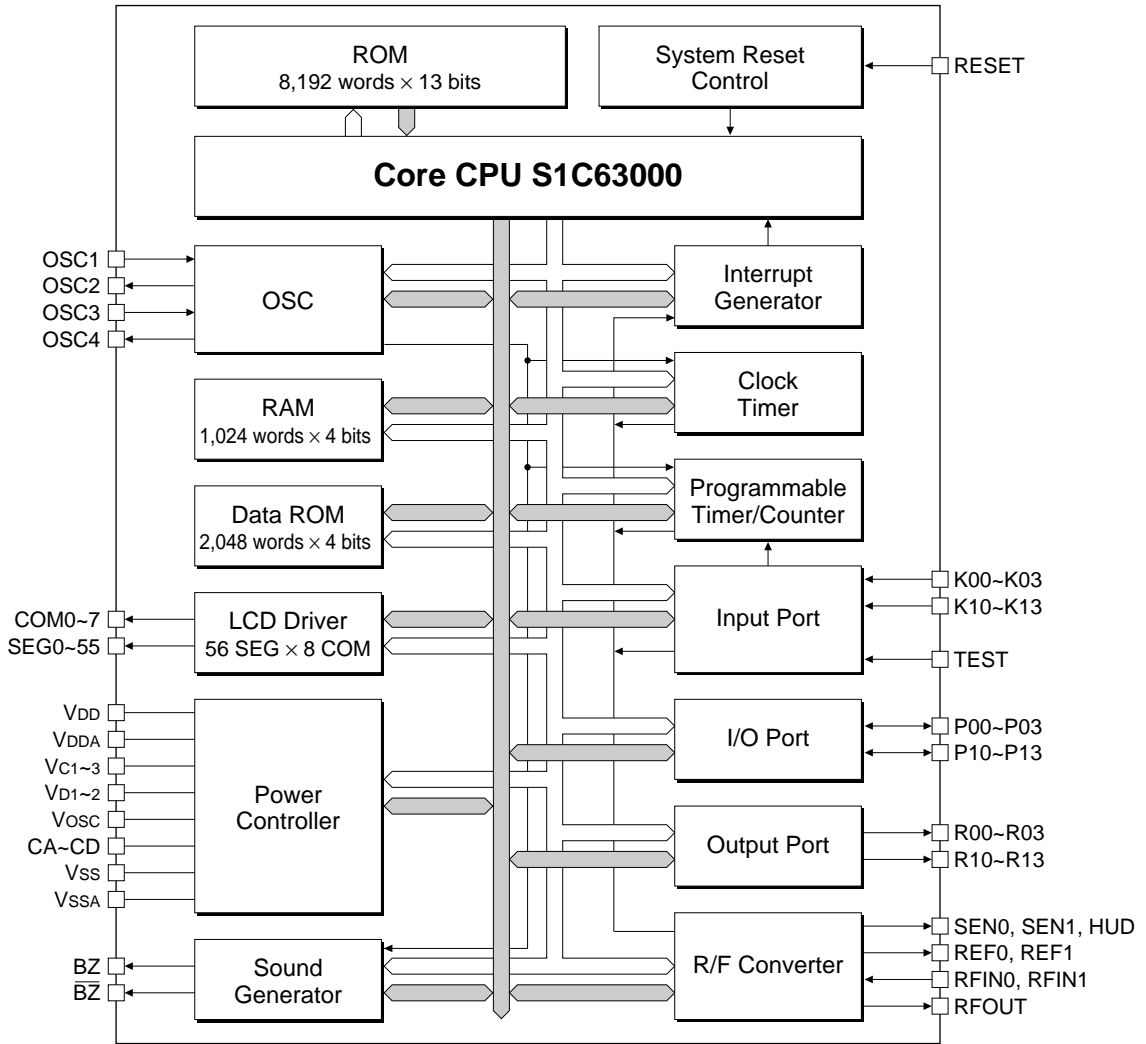 ROM
8,192 words × 13 bits
System Reset
Control
RESET
Core CPU S1C63000
OSC1
OSC2
OSC3
OSC4
OSC
Interrupt
Generator
RAM
1,024 words × 4 bits
Clock
Timer
Data ROM
2,048 words × 4 bits
Programmable
Timer/Counter
COM0~7
SEG0~55
LCD Driver
56 SEG × 8 COM
Input Port
K00~K03
K10~K13
TEST
VDD
VDDA
VC1~3
VD1~2
VOSC
CA~CD
VSS
VSSA
Power
Controller
I/O Port
P00~P03
P10~P13
Output Port
R00~R03
R10~R13
BZ
B̅Z̅
Sound
Generator
R/F Converter
SEN0, SEN1, HUD
REF0, REF1
RFIN0, RFIN1
RFOUT